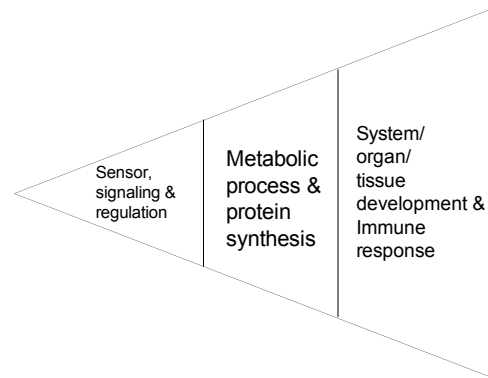 Sensor,
signaling &
regulation
Metabolic
process &
protein
synthesis
System/
organ/
tissue
development &
Immune
response